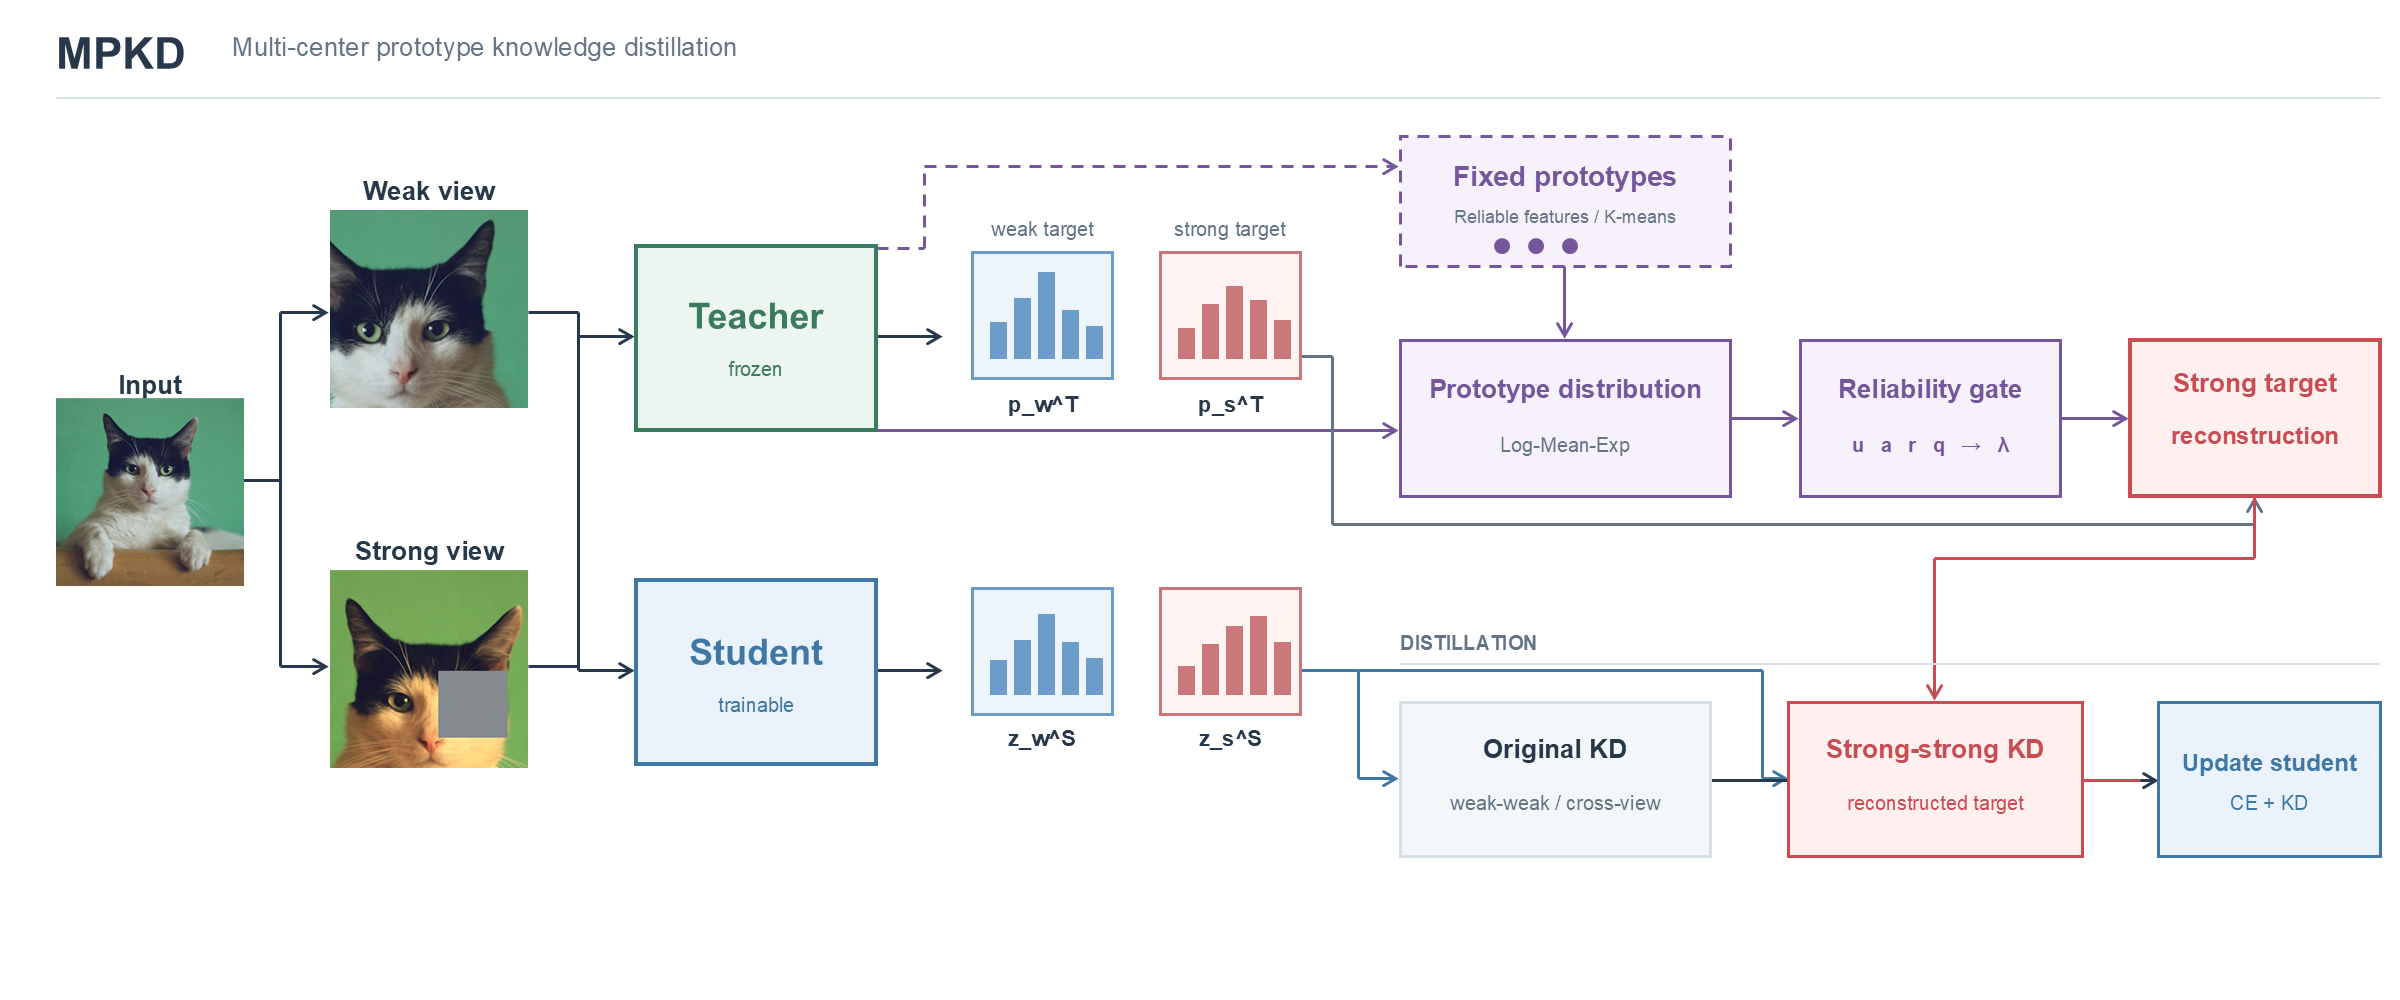 MPKD
Multi-center prototype knowledge distillation
Weak view
Input
Strong view
Teacher
frozen
Student
trainable
weak target
strong target
p_w^T
p_s^T
z_w^S
z_s^S
Fixed prototypes
Reliable features / K-means
Prototype distribution
Log-Mean-Exp
Reliability gate
u a r q → λ
Strong target
reconstruction
DISTILLATION
Original KD
weak-weak / cross-view
Strong-strong KD
reconstructed target
Update student
CE + KD